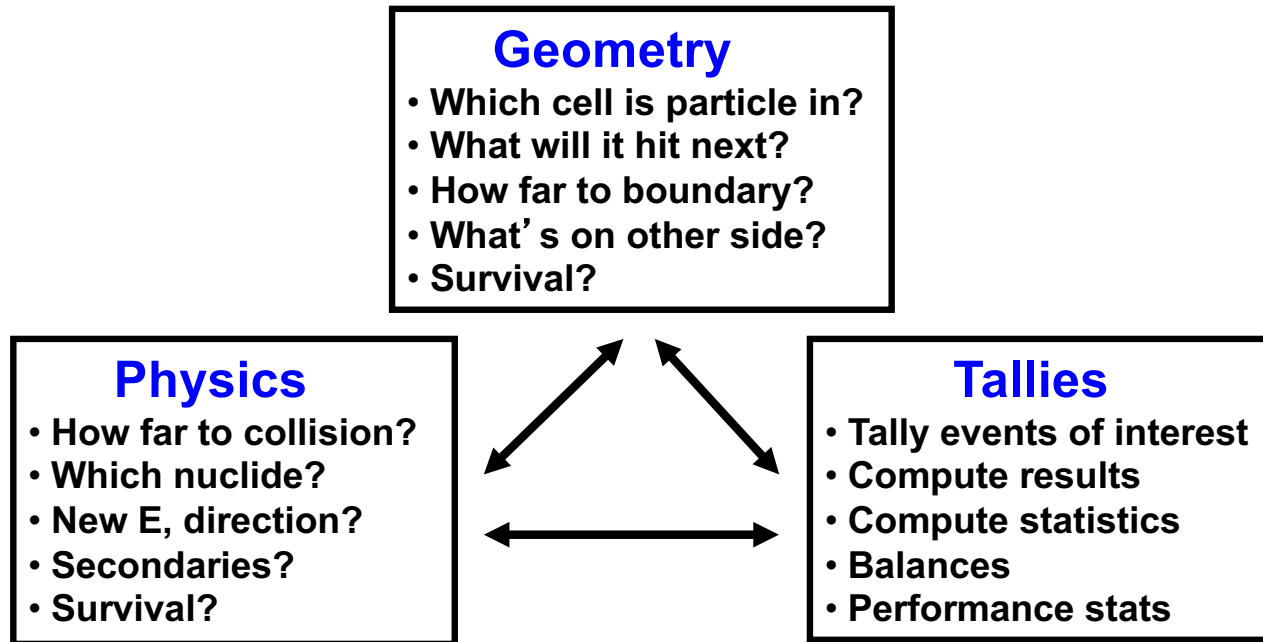 Geometry
• Which cell is particle in?
• What will it hit next?
• How far to boundary?
• What's on other side?
• Survival?
Physics
• How far to collision?
• Which nuclide?
• New E, direction?
• Secondaries?
• Survival?
Tallies
• Tally events of interest
• Compute results
• Compute statistics
• Balances
• Performance stats